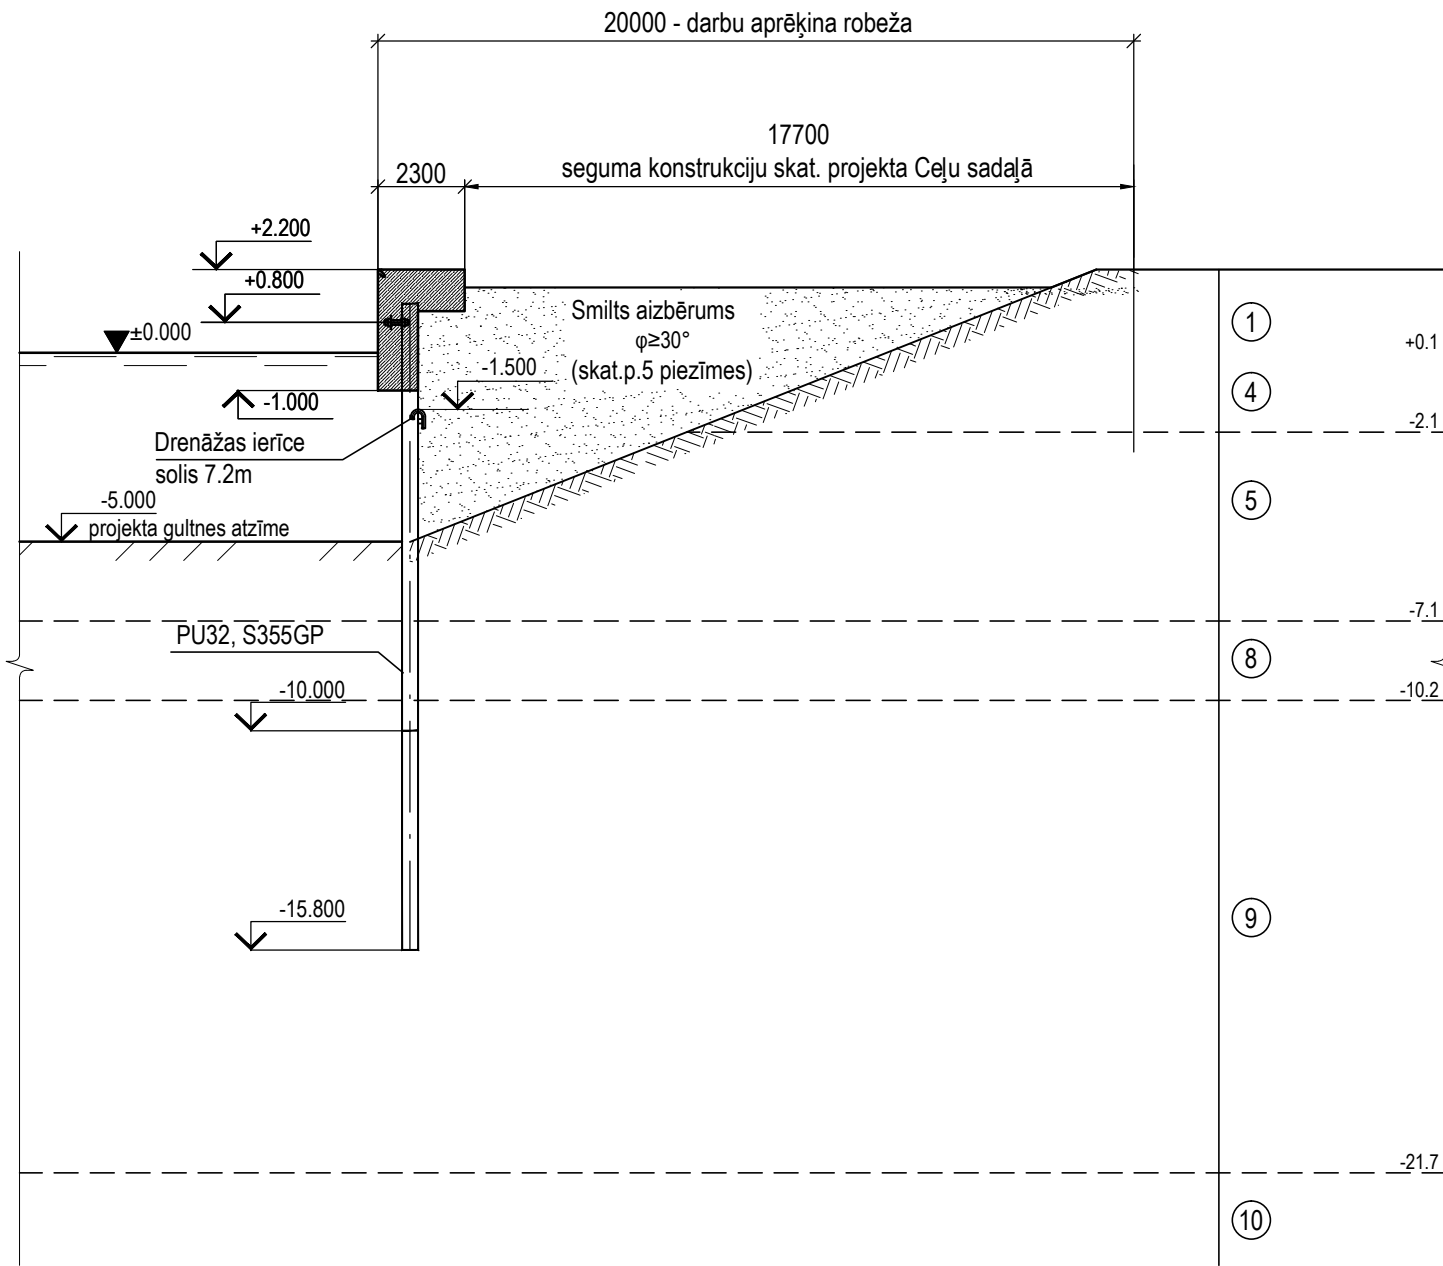 20000 - darbu aprēķina robeža
17700
2300
seguma konstrukciju skat. projekta Ceļu sadaļā
+2.200
+0.800
±0.000
Smilts aizbērums
φ≥30°
(skat.p.5 piezīmes)
1
+0.1
-1.500
-1.000
4
-2.1
Drenāžas ierīce
solis 7.2m
-5.000
projekta gultnes atzīme
5
-7.1
PU32, S355GP
8
-10.000
-10.2
-15.800
9
-21.7
10